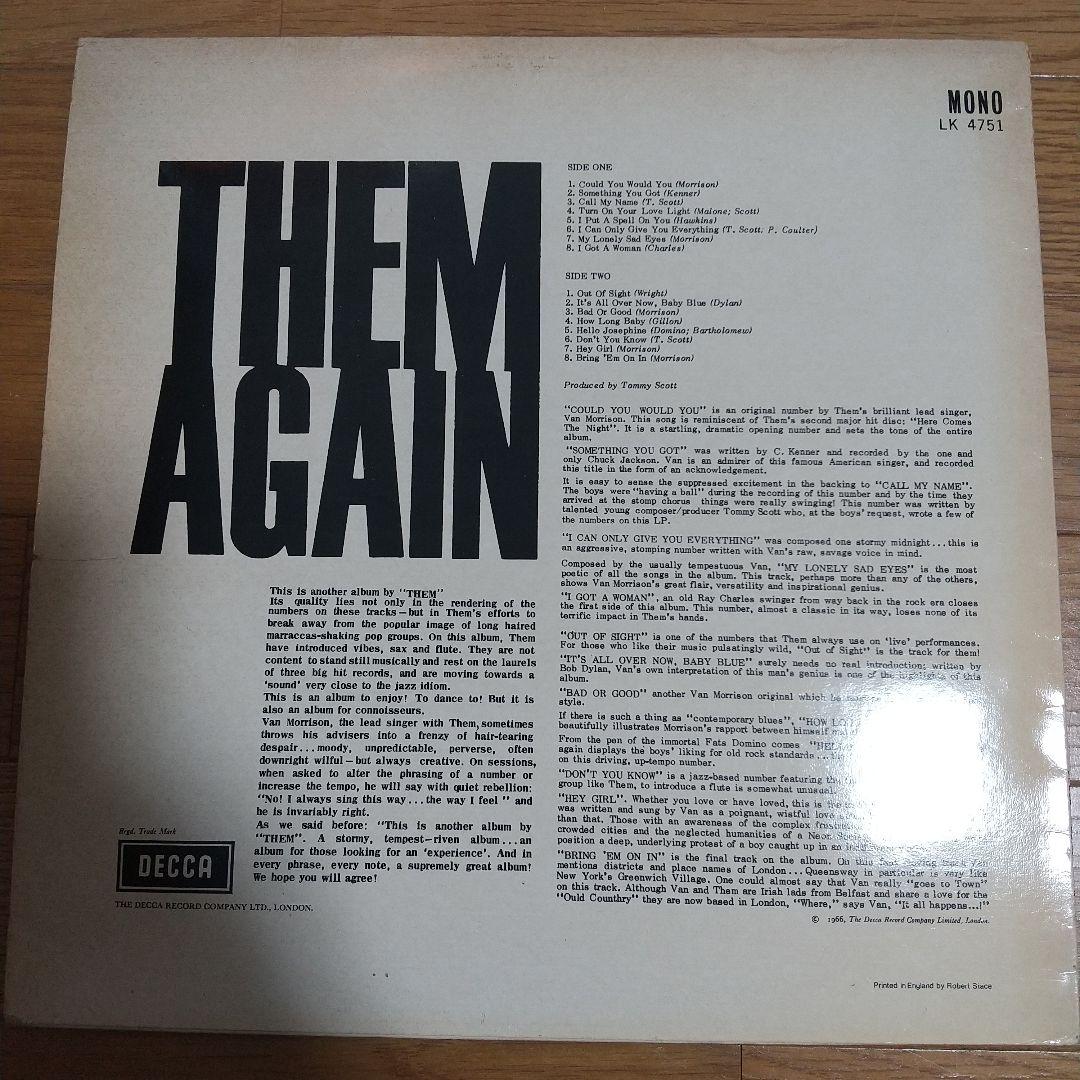 MONO
LK 4751
THEM
AGAIN
SIDE ONE
1. Could You Would You (Morrison)
2. Something You Got (Kenner)
3. Call My Name (T. Scott)
4. Turn On Your Love Light (Malone; Scott)
5. I Put A Spell On You (Hawkins)
6. I Can Only Give You Everything (T. Scott; P. Coulter)
7. My Lonely Sad Eyes (Morrison)
8. I Got A Woman (Charles)
SIDE TWO
1. Out Of Sight (Wright)
2. It's All Over Now, Baby Blue (Dylan)
3. Bad Or Good (Morrison)
4. How Long Baby (Gillon)
5. Hello Josephine (Domino; Bartholomew)
6. Don't You Know (T. Scott)
7. Hey Girl (Morrison)
8. Bring 'Em On In (Morrison)
Produced by Tommy Scott
"COULD YOU WOULD YOU" is an original number by Them's brilliant lead singer,
Van Morrison. This song is reminiscent of Them's second major hit disc: "Here Comes
The Night". It is a startling, dramatic opening number and sets the tone of the entire
album.
"SOMETHING YOU GOT" was written by C. Kenner and recorded by the one and
only Chuck Jackson. Van is an admirer of this famous American singer, and recorded
this title in the form of an acknowledgement.
It is easy to sense the suppressed excitement in the backing to "CALL MY NAME".
The boys were "having a ball" during the recording of this number and by the time they
arrived at the stomp chorus things were really swinging! This number was written by
talented young composer/producer Tommy Scott who, at the boys' request, wrote a few of
the numbers on this LP.
"I CAN ONLY GIVE YOU EVERYTHING" was composed one stormy midnight...this is
an aggressive, stomping number written with Van's raw, savage voice in mind.
Composed by the usually tempestuous Van, "MY LONELY SAD EYES" is the most
poetic of all the songs in the album. This track, perhaps more than any of the others,
shows Van Morrison's great flair, versatility and inspirational genius.
"I GOT A WOMAN", an old Ray Charles swinger from way back in the rock era closes
the first side of this album. This number, almost a classic in its way, loses none of its
terrific impact in Them's hands.
"OUT OF SIGHT" is one of the numbers that Them always use on 'live' performances.
For those who like their music pulsatingly wild, "Out of Sight" is the track for them!
"IT'S ALL OVER NOW, BABY BLUE" surely needs no real introduction; written by
Bob Dylan, Van's own interpretation of this man's genius is one of the highlights of this
album.
"BAD OR GOOD" another Van Morrison original which he
style.
If there is such a thing as "contemporary blues", "HOW LO
beautifully illustrates Morrison's rapport between himself
From the pen of the immortal Fats Domino comes "HEL
again displays the boys' liking for old rock standards...
on this driving, up-tempo number.
"DON'T YOU KNOW" is a jazz-based number featuring the
group like Them, to introduce a flute is somewhat unusual.
"HEY GIRL". Whether you love or have loved, this is
was written and sung by Van as a poignant, wistful love
than that. Those with an awareness of the complex
crowded cities and the neglected humanities of a Neon
position a deep, underlying protest of a boy caught up in an
"BRING 'EM ON IN" is the final track on the album. On this
mentions districts and place names of London...Queensway in particular is very like
New York's Greenwich Village. One could almost say that Van really "goes to Town"
on this track. Although Van and Them are Irish lads from Belfast and share a love for the
"Ould Counthry" they are now based in London, "Where," says Van, "It all happens...!"
© 1966, The Decca Record Company Limited, London.
This is another album by "THEM"
Its quality lies not only in the rendering of the
numbers on these tracks—but in Them's efforts to
break away from the popular image of long haired
marraccas-shaking pop groups. On this album, Them
have introduced vibes, sax and flute. They are not
content to stand still musically and rest on the laurels
of three big hit records, and are moving towards a
'sound' very close to the jazz idiom.
This is an album to enjoy! To dance to! But it is
also an album for connoisseurs.
Van Morrison, the lead singer with Them, sometimes
throws his advisers into a frenzy of hair-tearing
despair...moody, unpredictable, perverse, often
downright wilful—but always creative. On sessions,
when asked to alter the phrasing of a number or
increase the tempo, he will say with quiet rebellion:
"No! I always sing this way...the way I feel " and
he is invariably right.
As we said before: "This is another album by
"THEM". A stormy, tempest-riven album...an
album for those looking for an 'experience'. And in
every phrase, every note, a supremely great album!
We hope you will agree!
Regd. Trade Mark
DECCA
THE DECCA RECORD COMPANY LTD., LONDON.
Printed in England by Robert Stace